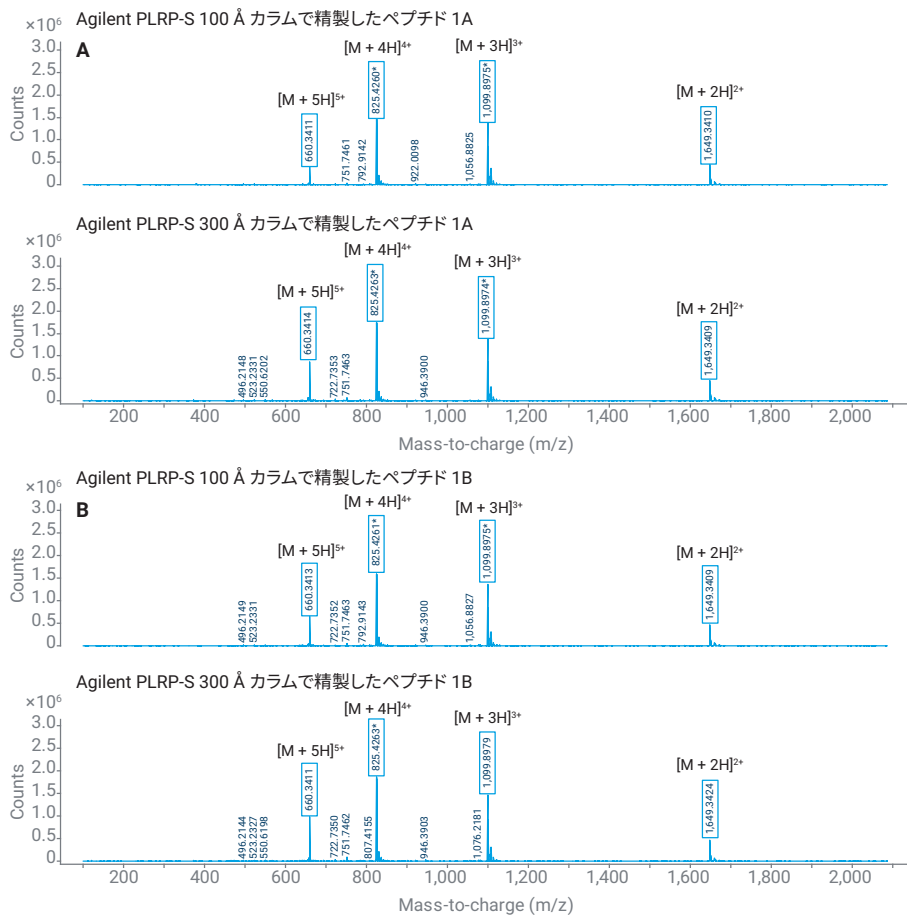 Agilent PLRP-S 100 Å カラムで精製したペプチド 1A
×10⁶
A
Counts
3.0
2.5
2.0
1.5
1.0
0.5
0
[M + 5H]⁵⁺
660.3411
751.7461
792.9142
[M + 4H]⁴⁺
825.4260*
922.0098
1,056.8825
[M + 3H]³⁺
1,099.8975*
[M + 2H]²⁺
1,649.3410
Agilent PLRP-S 300 Å カラムで精製したペプチド 1A
×10⁶
Counts
3.0
2.5
2.0
1.5
1.0
0.5
0
496.2148
523.2331
550.6202
[M + 5H]⁵⁺
660.3414
722.7353
751.7463
[M + 4H]⁴⁺
825.4263*
946.3900
[M + 3H]³⁺
1,099.8974*
[M + 2H]²⁺
1,649.3409
200 400 600 800 1,000 1,200 1,400 1,600 1,800 2,000
Mass-to-charge (m/z)
Agilent PLRP-S 100 Å カラムで精製したペプチド 1B
×10⁶
B
Counts
3.0
2.5
2.0
1.5
1.0
0.5
0
496.2149
523.2331
[M + 5H]⁵⁺
660.3413
722.7352
751.7463
792.9143
[M + 4H]⁴⁺
825.4261*
946.3900
1,056.8827
[M + 3H]³⁺
1,099.8975*
[M + 2H]²⁺
1,649.3409
Agilent PLRP-S 300 Å カラムで精製したペプチド 1B
×10⁶
Counts
3.0
2.5
2.0
1.5
1.0
0.5
0
496.2144
523.2327
550.6198
[M + 5H]⁵⁺
660.3411
722.7350
751.7462
807.4155
[M + 4H]⁴⁺
825.4263*
946.3903
1,076.2181
[M + 3H]³⁺
1,099.8979
[M + 2H]²⁺
1,649.3424
200 400 600 800 1,000 1,200 1,400 1,600 1,800 2,000
Mass-to-charge (m/z)